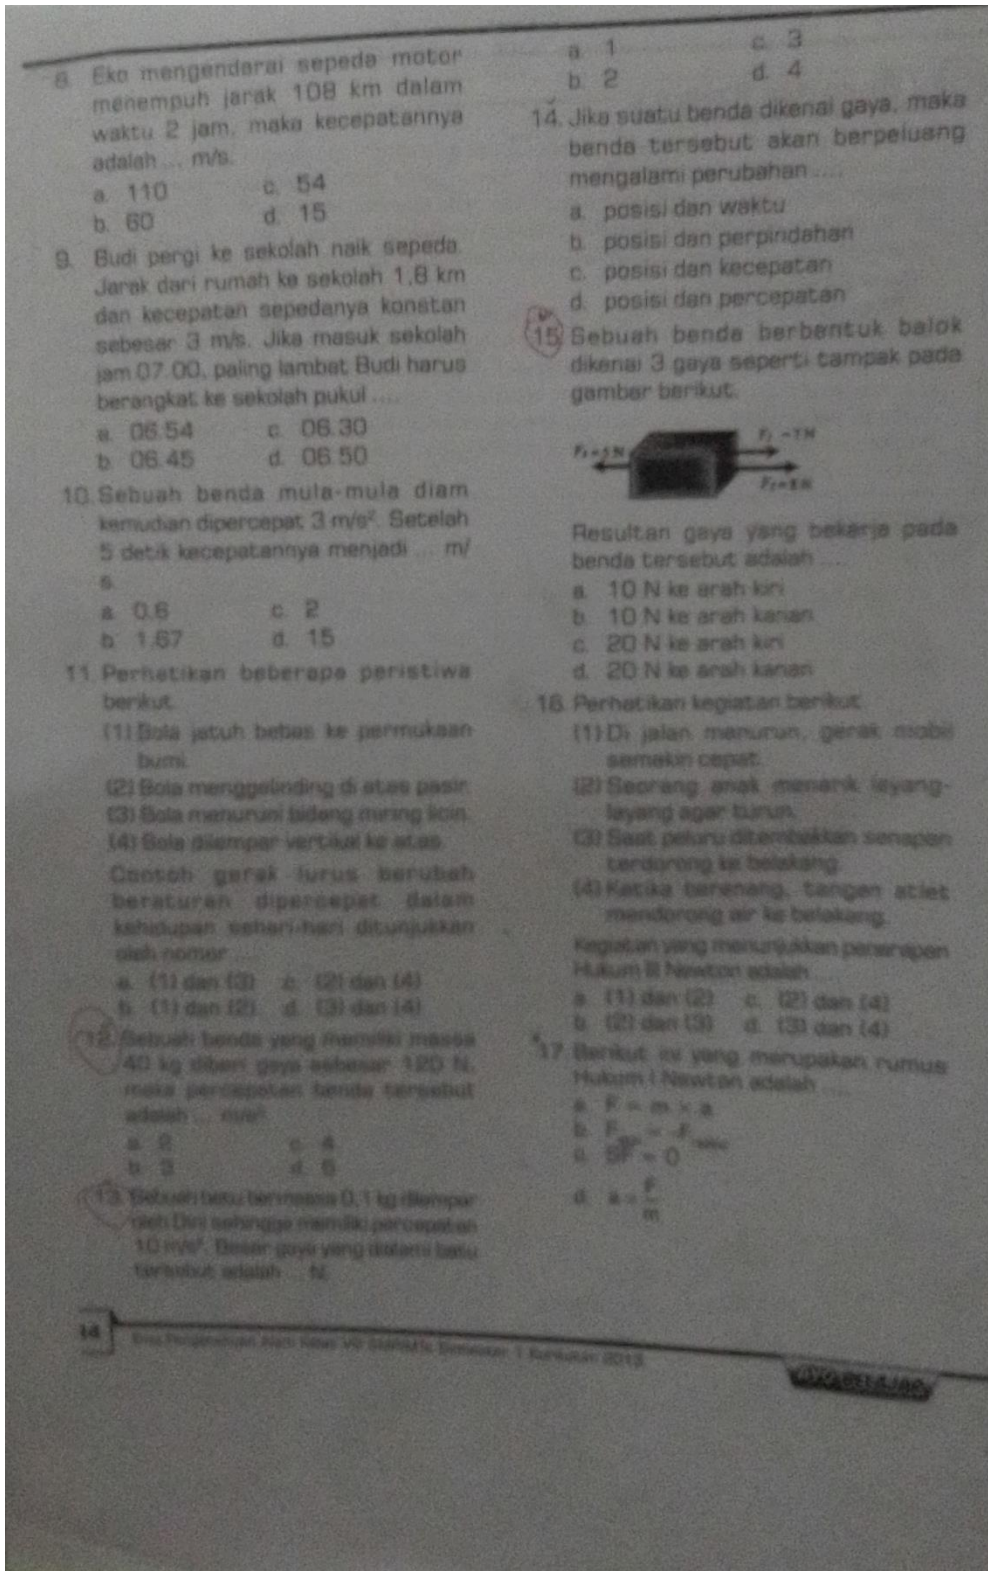 8. Eko mengendarai sepeda motor
menempuh jarak 108 km dalam
waktu 2 jam, maka kecepatannya
adalah ... m/s.
a. 110 c. 54
b. 60 d. 15
9. Budi pergi ke sekolah naik sepeda.
Jarak dari rumah ke sekolah 1,8 km
dan kecepatan sepedanya konstan
sebesar 3 m/s. Jika masuk sekolah
jam 07.00, paling lambat Budi harus
berangkat ke sekolah pukul ....
a. 06.54 c. 06.30
b. 06.45 d. 06.50
10. Sebuah benda mula-mula diam
kemudian dipercepat 3 m/s². Setelah
5 detik kecepatannya menjadi ... m/
s.
a. 0,6 c. 2
b. 1,67 d. 15
11. Perhatikan beberapa peristiwa
berikut.
(1) Bola jatuh bebas ke permukaan
bumi.
(2) Bola menggelinding di atas pasir.
(3) Bola menuruni bidang miring licin.
(4) Bola dilempar vertikal ke atas.
Contoh gerak lurus berubah
beraturan dipercepat dalam
kehidupan sehari-hari ditunjukkan
oleh nomor ....
a. (1) dan (3) c. (2) dan (4)
b. (1) dan (2) d. (3) dan (4)
12. Sebuah benda yang memiliki massa
40 kg diberi gaya sebesar 120 N,
maka percepatan benda tersebut
adalah ... m/s².
a. 2 c. 4
b. 3 d. 6
13. Sebuah batu bermassa 0,1 kg dilempar
oleh Dini sehingga memiliki percepatan
10 m/s². Besar gaya yang dialami batu
tersebut adalah ... N.
a. 1 c. 3
b. 2 d. 4
14. Jika suatu benda dikenai gaya, maka
benda tersebut akan berpeluang
mengalami perubahan ....
a. posisi dan waktu
b. posisi dan perpindahan
c. posisi dan kecepatan
d. posisi dan percepatan
15. Sebuah benda berbentuk balok
dikenai 3 gaya seperti tampak pada
gambar berikut.
Resultan gaya yang bekerja pada
benda tersebut adalah ....
a. 10 N ke arah kiri
b. 10 N ke arah kanan
c. 20 N ke arah kiri
d. 20 N ke arah kanan
16. Perhatikan kegiatan berikut.
(1) Di jalan menurun, gerak mobil
semakin cepat.
(2) Seorang anak menarik layang-
layang agar turun.
(3) Saat peluru ditembakkan senapan
terdorong ke belakang.
(4) Ketika berenang, tangan atlet
mendorong air ke belakang.
Kegiatan yang menunjukkan penerapan
Hukum III Newton adalah ....
a. (1) dan (2) c. (2) dan (4)
b. (2) dan (3) d. (3) dan (4)
17. Berikut ini yang merupakan rumus
Hukum I Newton adalah ....
a. F = m × a
b. F = -F
c. ΣF = 0
d. a = F/m
14
Semester 1 Kurikulum 2013
AYO BELAJAR